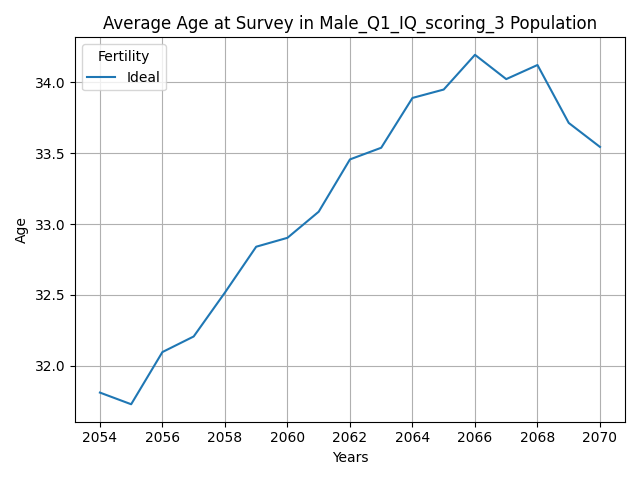 Average Age at Survey in Male_Q1_IQ_scoring_3 Population
Fertility
Ideal
Age
34.0
33.5
33.0
32.5
32.0
2054 2056 2058 2060 2062 2064 2066 2068 2070
Years